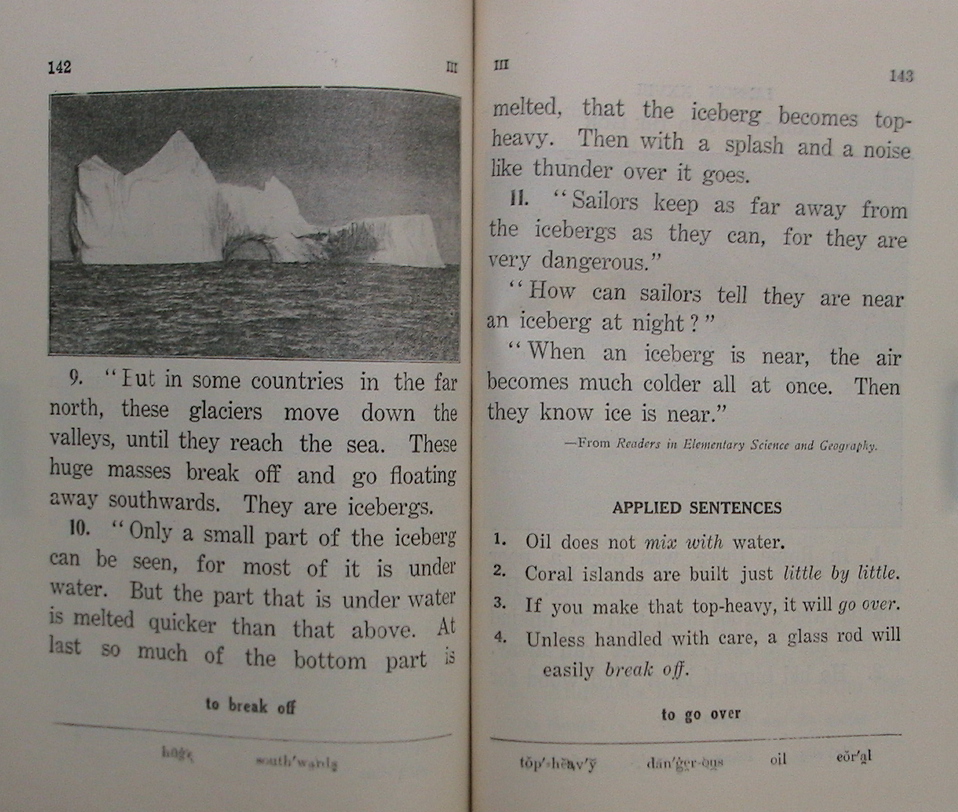 142
III
9. "But in some countries in the far
north, these glaciers move down the
valleys, until they reach the sea. These
huge masses break off and go floating
away southwards. They are icebergs.
10. "Only a small part of the iceberg
can be seen, for most of it is under
water. But the part that is under water
is melted quicker than that above. At
last so much of the bottom part is
to break off
hūġe south'wards
III
143
melted, that the iceberg becomes top-
heavy. Then with a splash and a noise
like thunder over it goes.
11. "Sailors keep as far away from
the icebergs as they can, for they are
very dangerous."
"How can sailors tell they are near
an iceberg at night?"
"When an iceberg is near, the air
becomes much colder all at once. Then
they know ice is near."
—From Readers in Elementary Science and Geography.
APPLIED SENTENCES
1. Oil does not mix with water.
2. Coral islands are built just little by little.
3. If you make that top-heavy, it will go over.
4. Unless handled with care, a glass rod will
easily break off.
to go over
tŏp'-hĕav'y̆ dān'ġer-oŭs oil cŏr'ąl